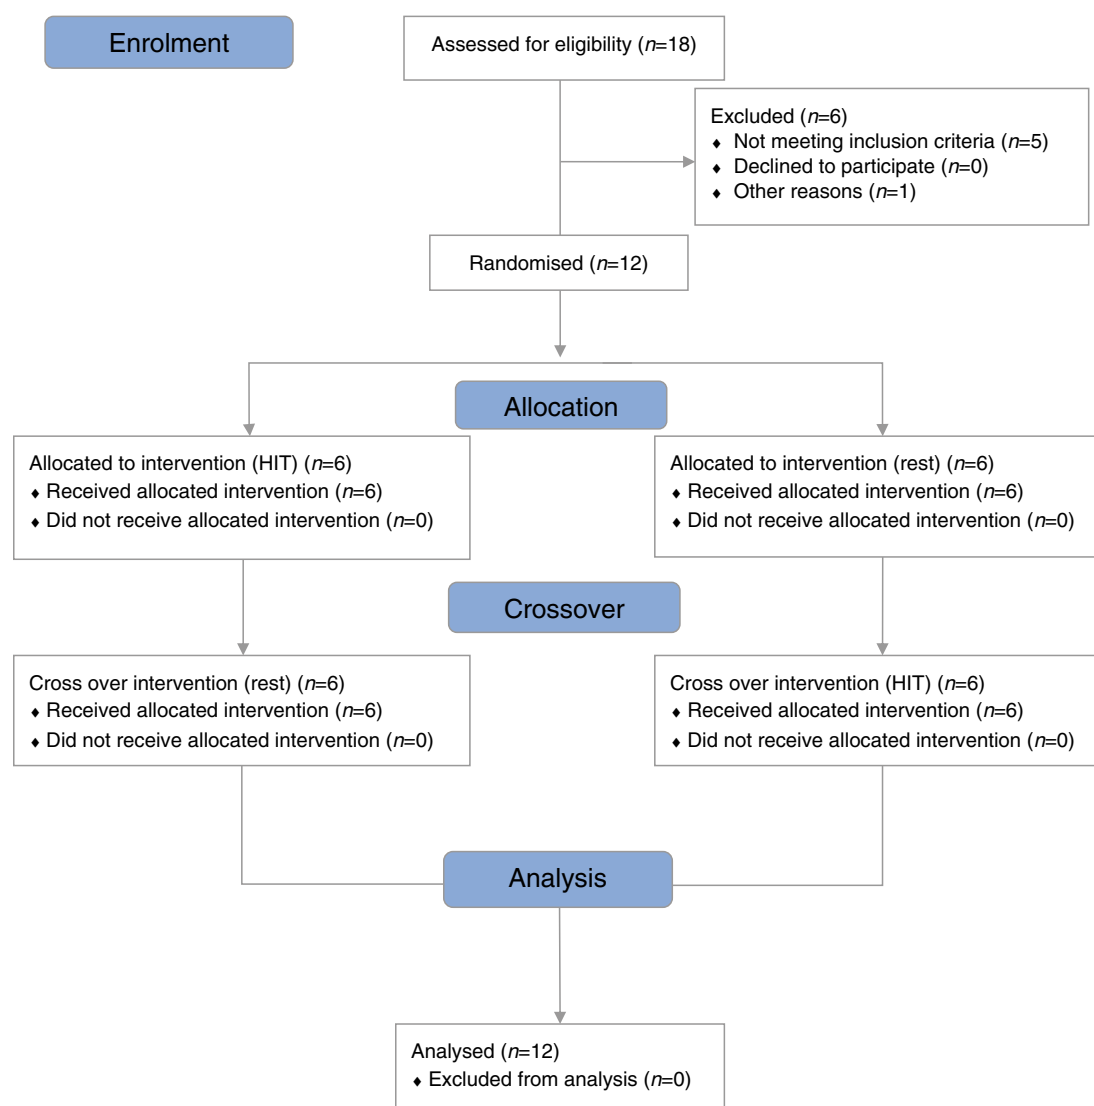 Enrolment
Assessed for eligibility (n=18)
Excluded (n=6)
♦ Not meeting inclusion criteria (n=5)
♦ Declined to participate (n=0)
♦ Other reasons (n=1)
Randomised (n=12)
Allocation
Allocated to intervention (HIT) (n=6)
♦ Received allocated intervention (n=6)
♦ Did not receive allocated intervention (n=0)
Allocated to intervention (rest) (n=6)
♦ Received allocated intervention (n=6)
♦ Did not receive allocated intervention (n=0)
Crossover
Cross over intervention (rest) (n=6)
♦ Received allocated intervention (n=6)
♦ Did not receive allocated intervention (n=0)
Cross over intervention (HIT) (n=6)
♦ Received allocated intervention (n=6)
♦ Did not receive allocated intervention (n=0)
Analysis
Analysed (n=12)
♦ Excluded from analysis (n=0)